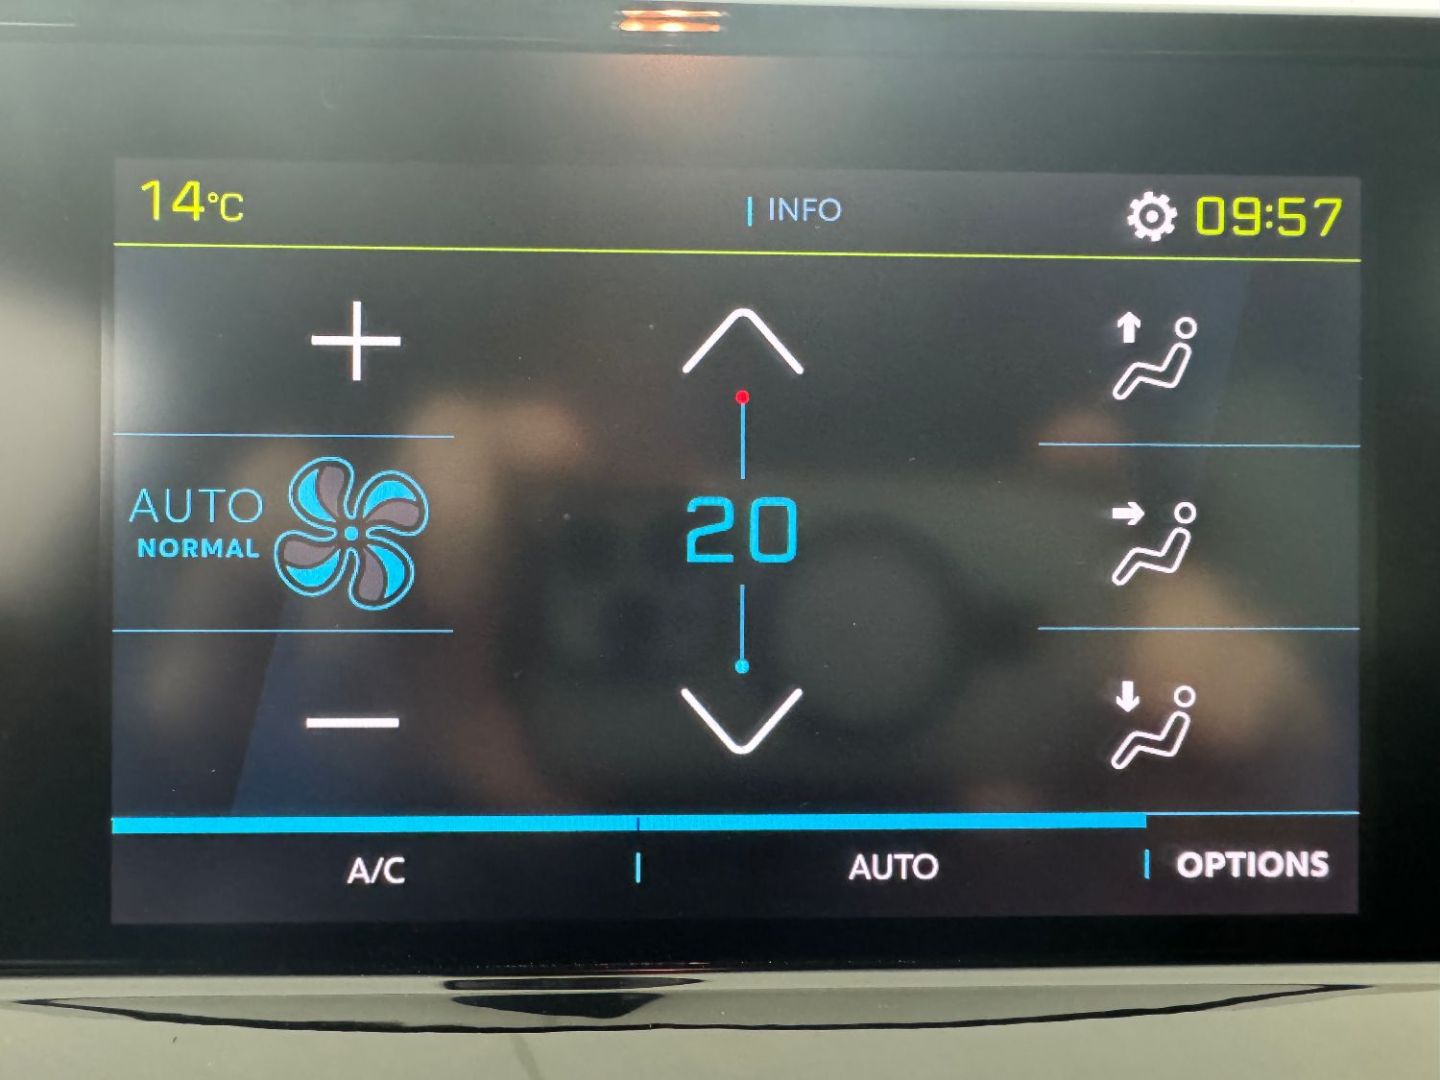 14°C
INFO
09:57
AUTO
NORMAL
20
A/C
AUTO
OPTIONS